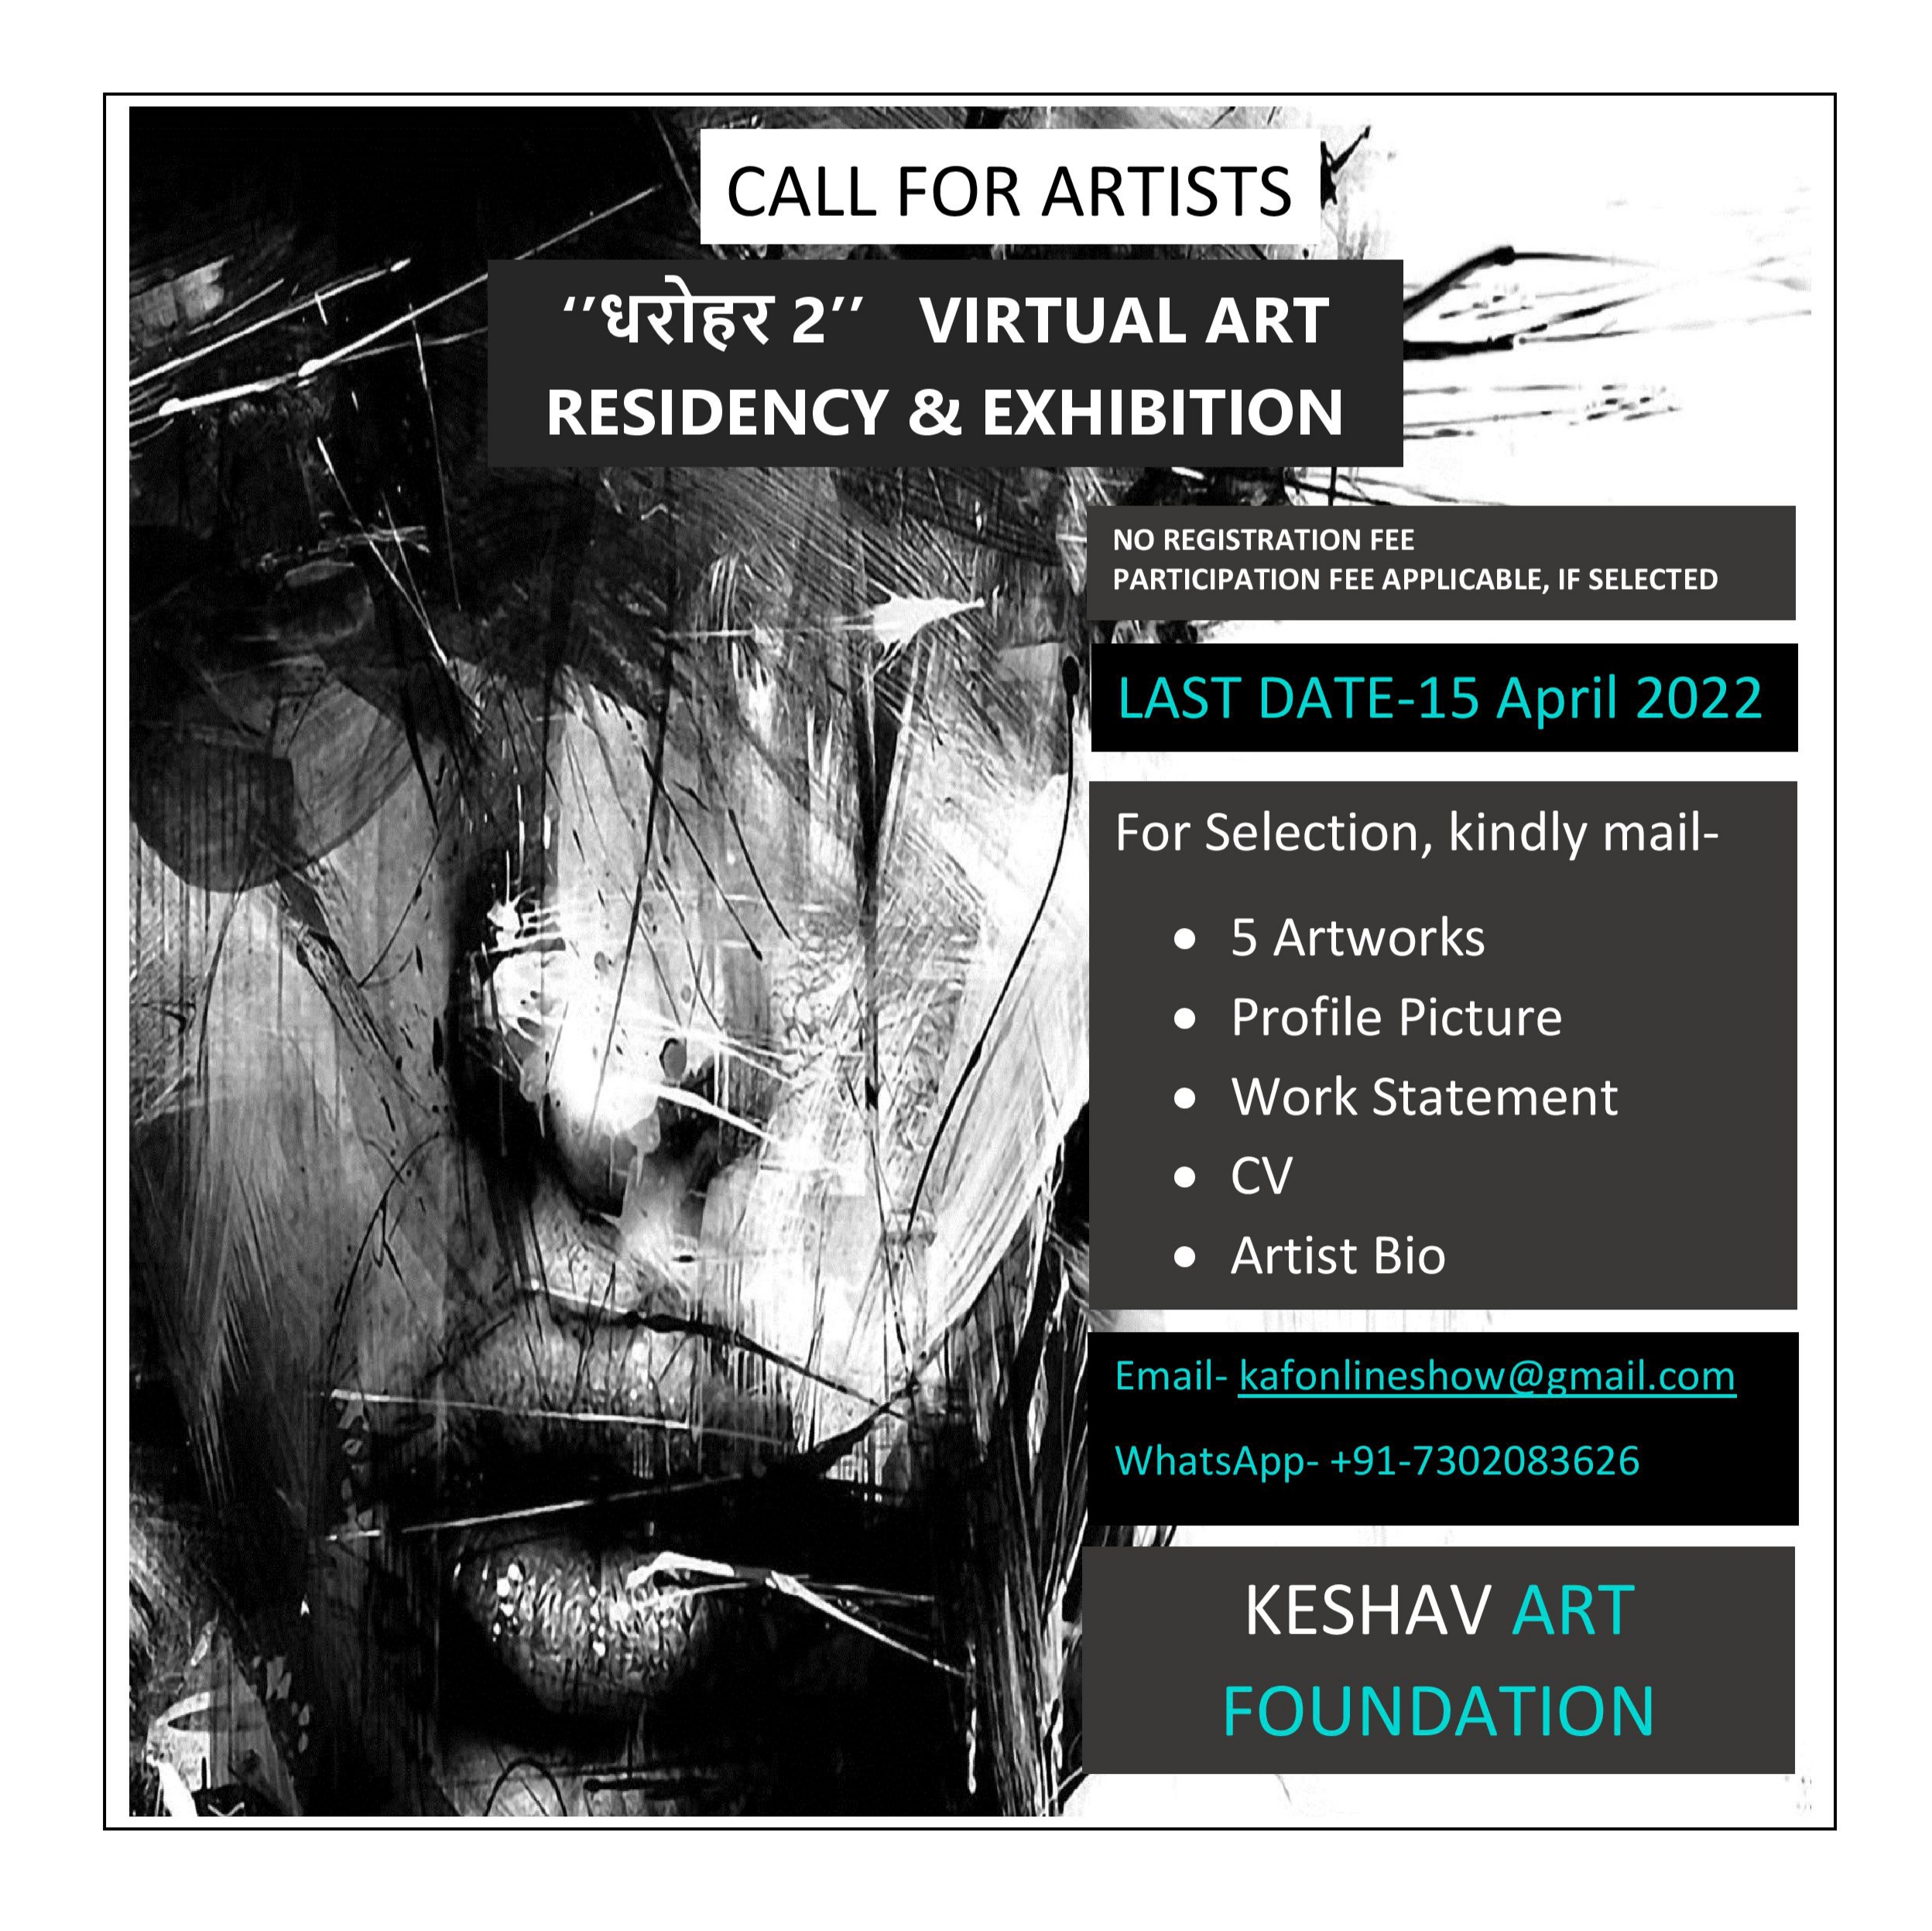 CALL FOR ARTISTS
‘‘धरोहर 2’’ VIRTUAL ART
RESIDENCY & EXHIBITION
NO REGISTRATION FEE
PARTICIPATION FEE APPLICABLE, IF SELECTED
LAST DATE-15 April 2022
For Selection, kindly mail-
• 5 Artworks
• Profile Picture
• Work Statement
• CV
• Artist Bio
Email- kafonlineshow@gmail.com
WhatsApp- +91-7302083626
KESHAV ART
FOUNDATION